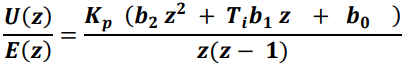 U(z)/E(z) = K_p (b_2 z^2 + T_i b_1 z + b_0 )/z(z − 1)